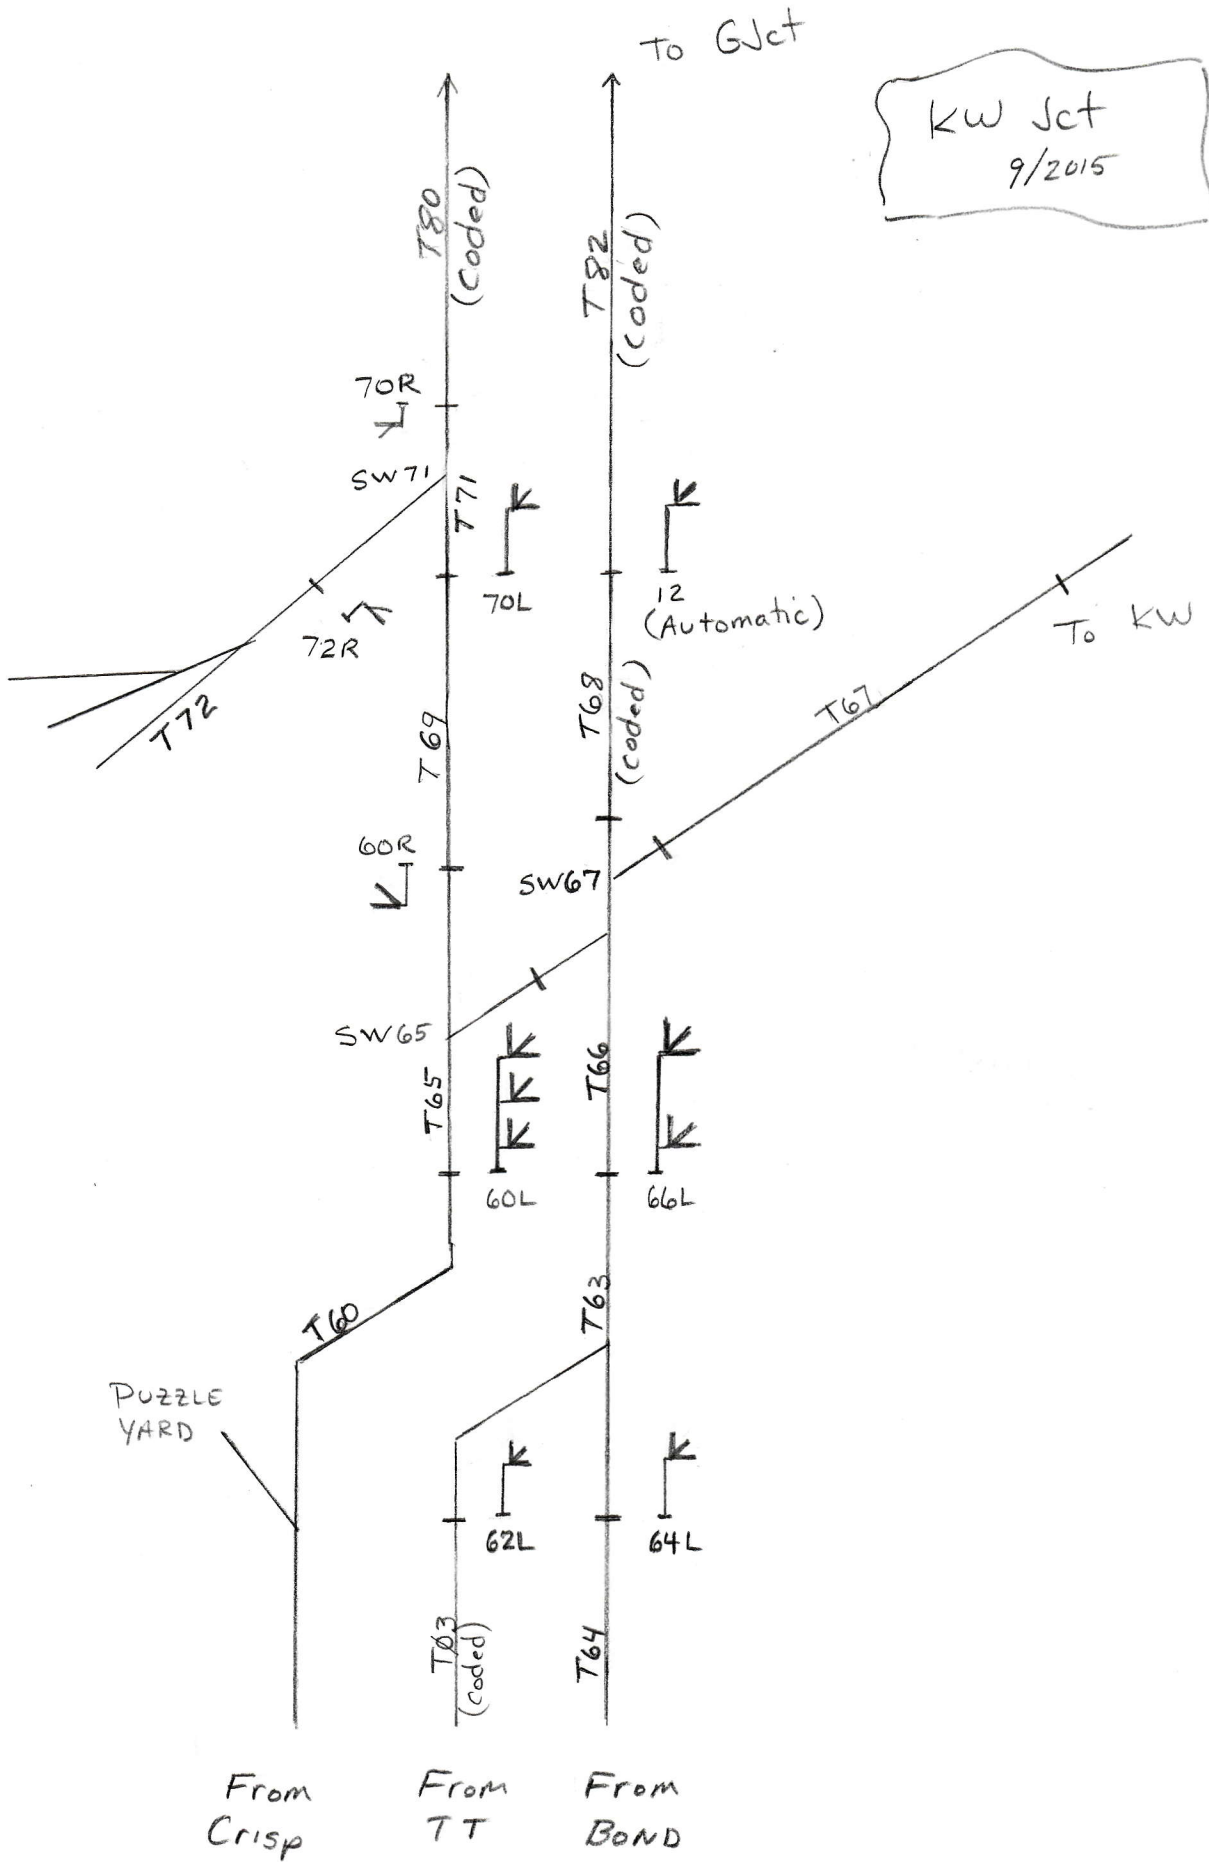 To GJct
KW Jct
9/2015
T80
(Coded)
T82
(Coded)
70R
SW71
T71
70L
12
(Automatic)
To KW
72R
T72
T69
T68
(Coded)
T67
60R
SW67
SW65
T65
T66
60L
66L
T60
T63
PUZZLE
YARD
62L
64L
TØ3
(Coded)
T64
From
Crisp
From
TT
From
BOND